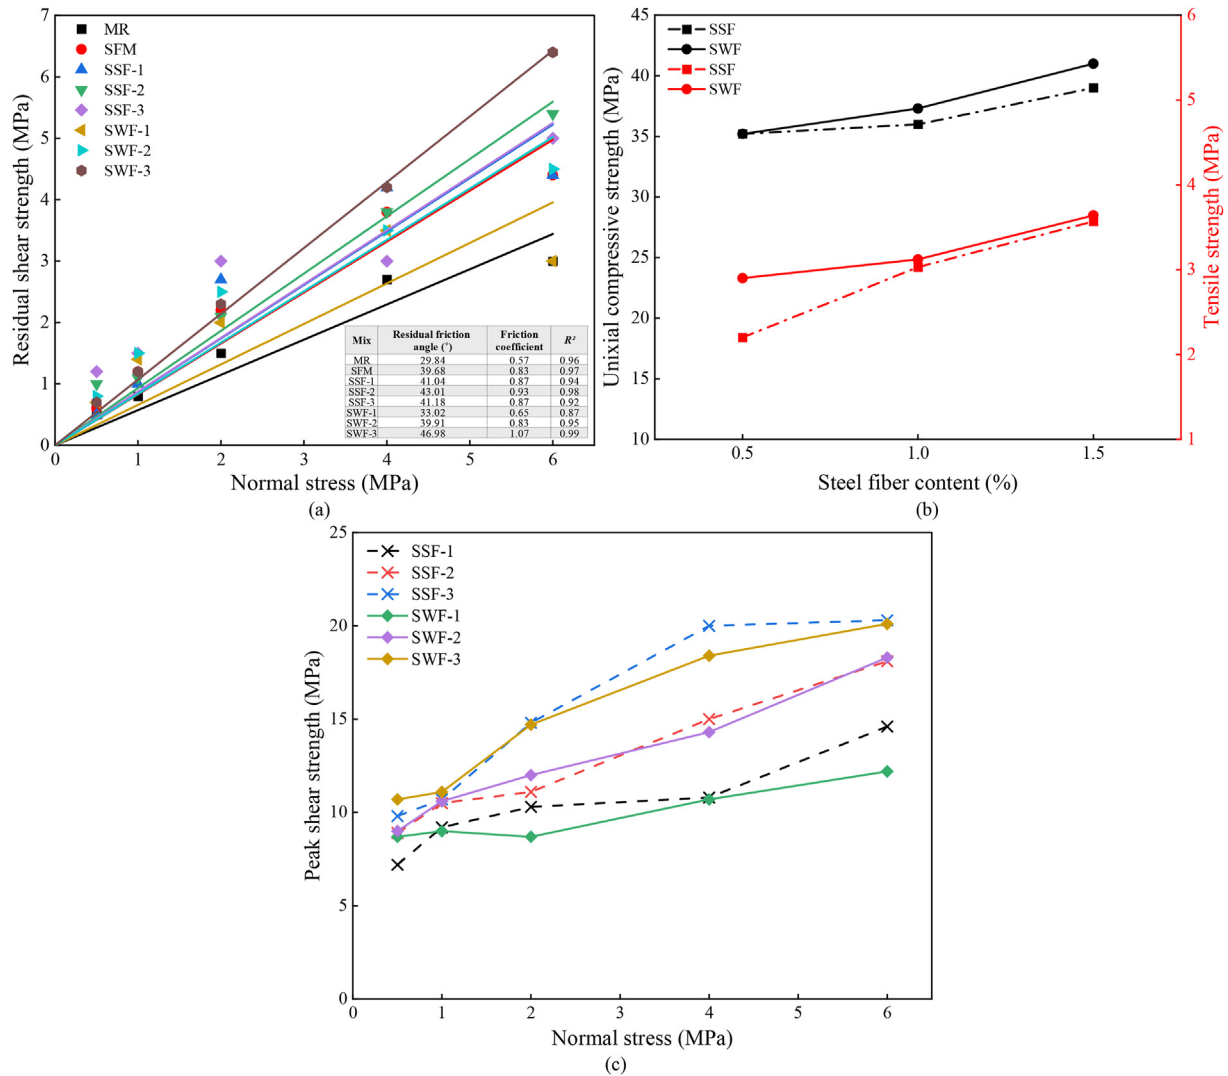 7
6
5
4
3
2
1
0
Residual shear strength (MPa)
MR
SFM
SSF-1
SSF-2
SSF-3
SWF-1
SWF-2
SWF-3
Mix Residual friction angle (°) Friction coefficient R²
MR 29.84 0.57 0.96
SFM 39.68 0.83 0.97
SSF-1 41.04 0.87 0.94
SSF-2 43.01 0.93 0.98
SSF-3 41.18 0.87 0.92
SWF-1 33.02 0.65 0.87
SWF-2 39.91 0.83 0.95
SWF-3 46.98 1.07 0.99
0 1 2 3 4 5 6
Normal stress (MPa)
(a)
45
40
35
30
25
20
15
10
Unixial compressive strength (MPa)
SSF
SWF
SSF
SWF
6
5
4
3
2
1
Tensile strength (MPa)
0.5 1.0 1.5
Steel fiber content (%)
(b)
25
20
15
10
5
0
Peak shear strength (MPa)
SSF-1
SSF-2
SSF-3
SWF-1
SWF-2
SWF-3
0 1 2 3 4 5 6
Normal stress (MPa)
(c)